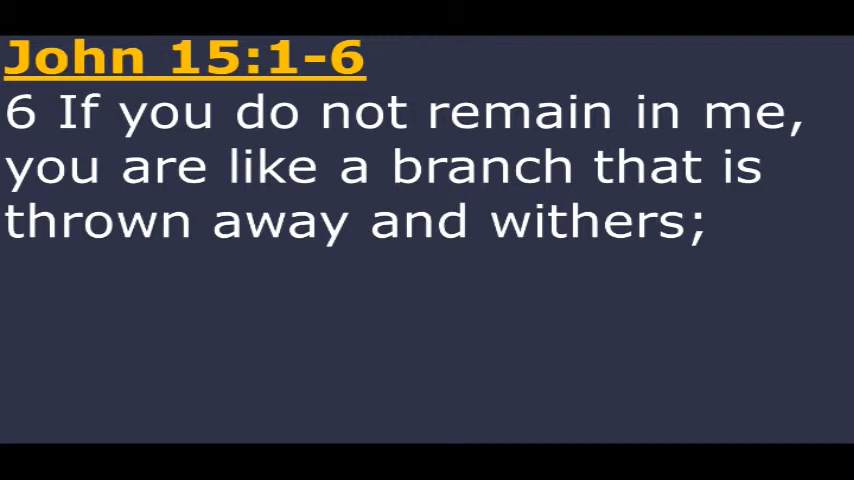 John 15:1-6
6 If you do not remain in me,
you are like a branch that is
thrown away and withers;